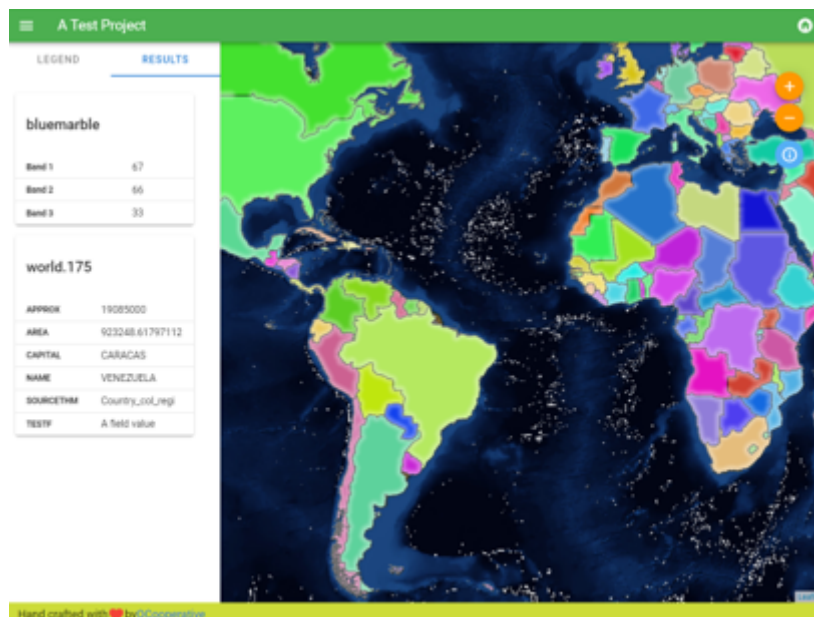 A Test Project
LEGEND RESULTS
bluemarble
Band 1 67
Band 2 66
Band 3 33
world.175
APPROX 19085000
AREA 923248.61797112
CAPITAL CARACAS
NAME VENEZUELA
SOURCETHM Country_col_regi
TESTF A field value
+
−
Hand crafted with ❤ by QCooperative